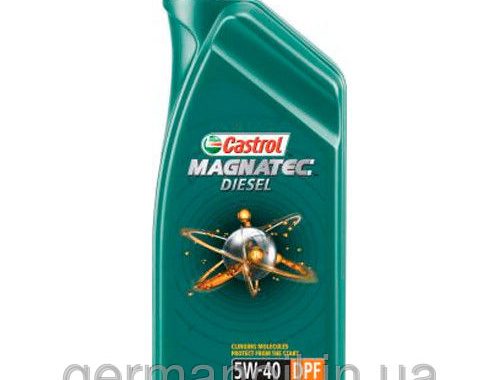 Castrol
MAGNATEC
DIESEL
CLINGING MOLECULES
PROTECT FROM THE START
5W-40 DPF